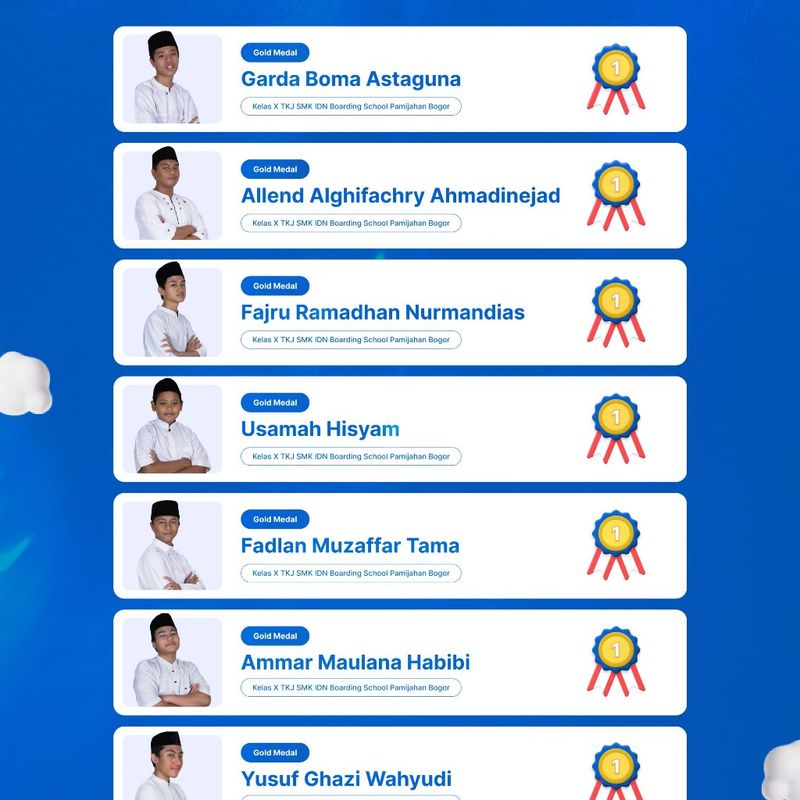 Gold Medal
Garda Boma Astaguna
Kelas X TKJ SMK IDN Boarding School Pamijahan Bogor
1
Gold Medal
Allend Alghifachry Ahmadinejad
Kelas X TKJ SMK IDN Boarding School Pamijahan Bogor
1
Gold Medal
Fajru Ramadhan Nurmandias
Kelas X TKJ SMK IDN Boarding School Pamijahan Bogor
1
Gold Medal
Usamah Hisyam
Kelas X TKJ SMK IDN Boarding School Pamijahan Bogor
1
Gold Medal
Fadlan Muzaffar Tama
Kelas X TKJ SMK IDN Boarding School Pamijahan Bogor
1
Gold Medal
Ammar Maulana Habibi
Kelas X TKJ SMK IDN Boarding School Pamijahan Bogor
1
Gold Medal
Yusuf Ghazi Wahyudi
1